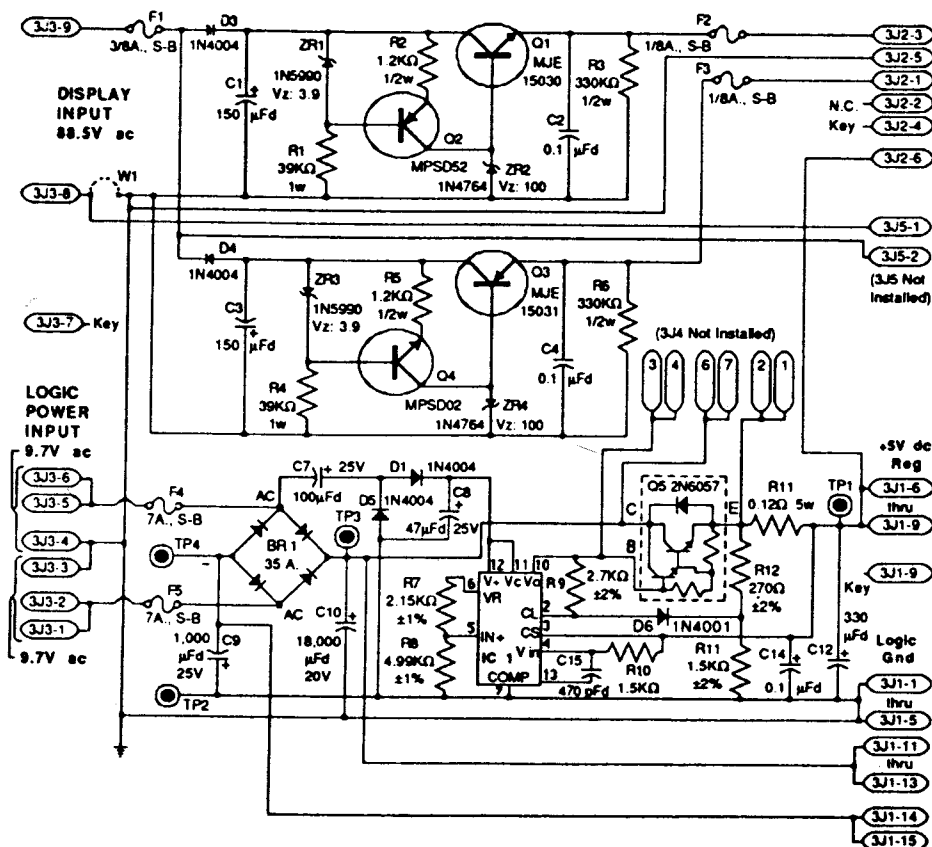 3J3-9
F1
3/8A., S-B
D3
1N4004
ZR1
1N5990
Vz: 3.9
R2
1.2KΩ
1/2w
Q1
MJE
15030
F2
1/8A., S-B
3J2-3
3J2-5
F3
1/8A., S-B
3J2-1
N.C.
3J2-2
Key
3J2-4
3J2-6
DISPLAY
INPUT
88.5V ac
C1
150 µFd
R3
330KΩ
1/2w
Q2
MPSD52
R1
39KΩ
1w
C2
0.1 µFd
ZR2
1N4764 Vz: 100
3J3-8
W1
3J5-1
3J5-2
(3J5 Not
Installed)
D4
1N4004
ZR3
1N5990
Vz: 3.9
R5
1.2KΩ
1/2w
Q3
MJE
15031
R6
330KΩ
1/2w
C3
150 µFd
3J3-7
Key
Q4
MPSD02
R4
39KΩ
1w
C4
0.1 µFd
ZR4
1N4764 Vz: 100
(3J4 Not Installed)
3 4 6 7 2 1
LOGIC
POWER
INPUT
9.7V ac
3J3-6
3J3-5
F4
7A., S-B
3J3-4
3J3-3
3J3-2
3J3-1
F5
7A., S-B
9.7V ac
TP4
-
AC
BR 1
35 A.
AC
C7 25V
100µFd
D1 1N4004
D5
1N4004
C8
47µFd 25V
TP3
C9
1,000
µFd
25V
C10
18,000
µFd
20V
TP2
R7
2.15KΩ
±1%
R8
4.99KΩ
±1%
12 11 10
V+ Vc Vo
6
VR
5
IN+
IC 1
COMP
7
CL
2
CS
3
V in
4
13
R9
2.7KΩ
±2%
D6 1N4001
C15
470 pFd
R10
1.5KΩ
Q5 2N6057
C
B
E
R11
0.12Ω 5w
R12
270Ω
±2%
R11
1.5KΩ
±2%
C14
0.1 µFd
C12
330
µFd
TP1
+5V dc
Reg
3J1-6
thru
3J1-9
Key
3J1-9
Logic
Gnd
3J1-1
thru
3J1-5
3J1-11
thru
3J1-13
3J1-14
3J1-15